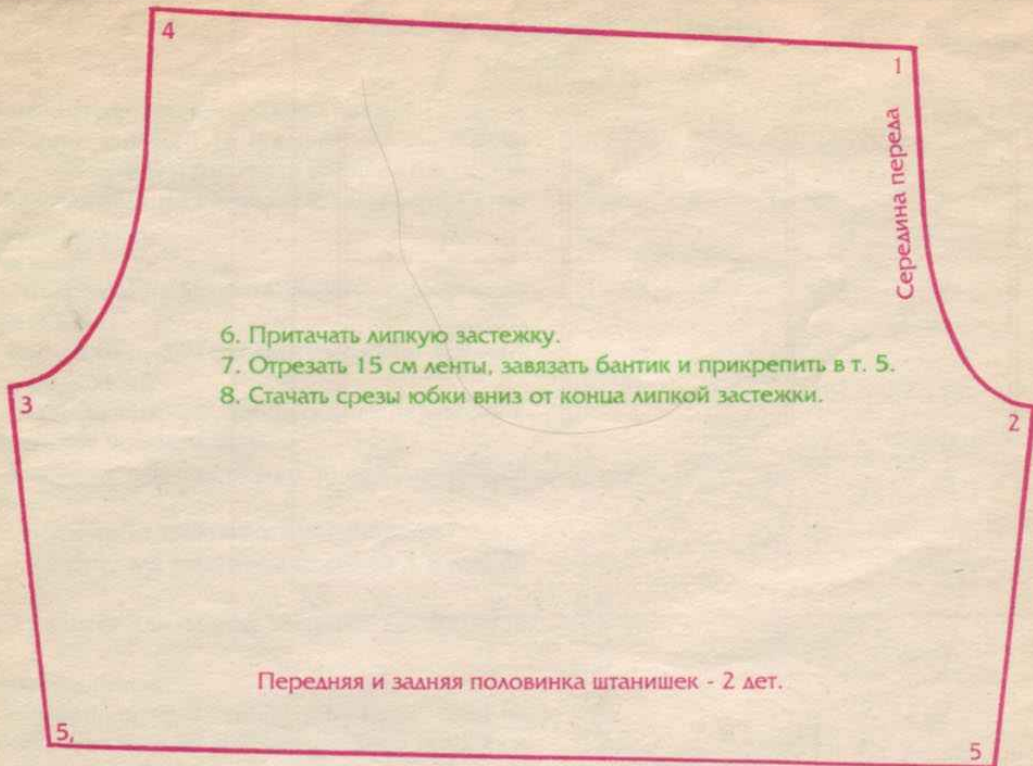 4
1
Середина переда
6. Притачать липкую застежку.
7. Отрезать 15 см ленты, завязать бантик и прикрепить в т. 5.
8. Стачать срезы юбки вниз от конца липкой застежки.
3
2
Передняя и задняя половинка штанишек - 2 дет.
5
5